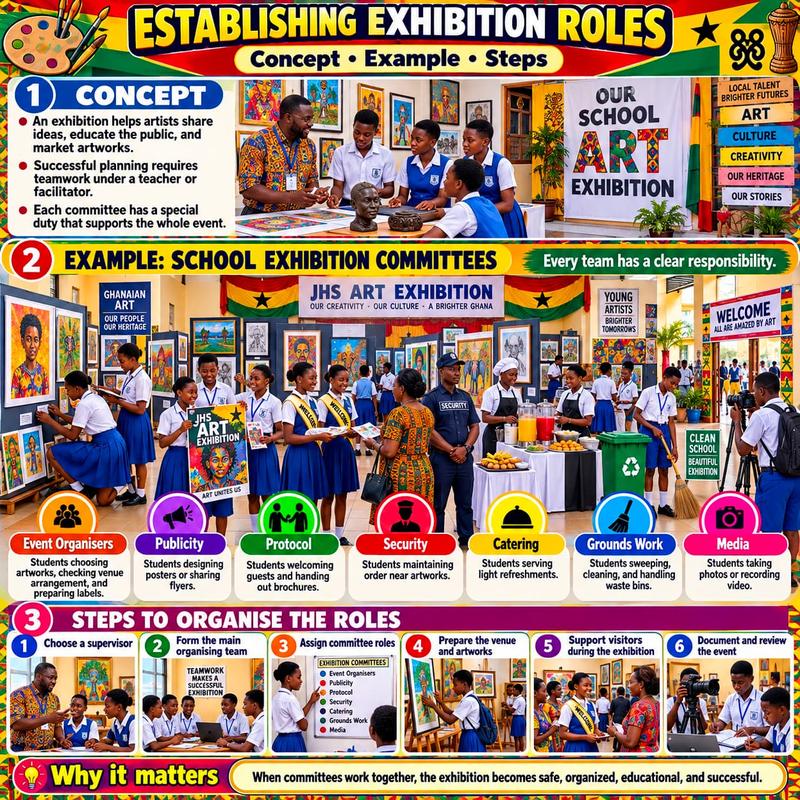 ESTABLISHING EXHIBITION ROLES
Concept • Example • Steps
1 CONCEPT
• An exhibition helps artists share
ideas, educate the public, and
market artworks.
• Successful planning requires
teamwork under a teacher or
facilitator.
• Each committee has a special
duty that supports the whole event.
OUR
SCHOOL
ART
EXHIBITION
LOCAL TALENT
BRIGHTER FUTURES
ART
CULTURE
CREATIVITY
OUR HERITAGE
OUR STORIES
2 EXAMPLE: SCHOOL EXHIBITION COMMITTEES
Every team has a clear responsibility.
GHANAIAN
ART
OUR PEOPLE
OUR HERITAGE
JHS ART EXHIBITION
OUR CREATIVITY · OUR CULTURE · A BRIGHTER GHANA
YOUNG
ARTISTS
BRIGHTER
TOMORROWS
WELCOME
ALL ARE AMAZED BY ART
JHS
ART
EXHIBITION
ART UNITES US
WELCOME
WELCOME
SECURITY
CLEAN
SCHOOL
BEAUTIFUL
EXHIBITION
Event Organisers
Students choosing
artworks, checking venue
arrangement, and
preparing labels.
Publicity
Students designing
posters or sharing
flyers.
Protocol
Students welcoming
guests and handing
out brochures.
Security
Students maintaining
order near artworks.
Catering
Students serving
light refreshments.
Grounds Work
Students sweeping,
cleaning, and handling
waste bins.
Media
Students taking
photos or recording
video.
3 STEPS TO ORGANISE THE ROLES
1 Choose a supervisor
2 Form the main
organising team
TEAMWORK
MAKES A
SUCCESSFUL
EXHIBITION
3 Assign committee roles
EXHIBITION COMMITTEES
Event Organisers
Publicity
Protocol
Security
Catering
Grounds Work
Media
4 Prepare the venue
and artworks
5 Support visitors
during the exhibition
6 Document and review
the event
Why it matters
When committees work together, the exhibition becomes safe, organized, educational, and successful.